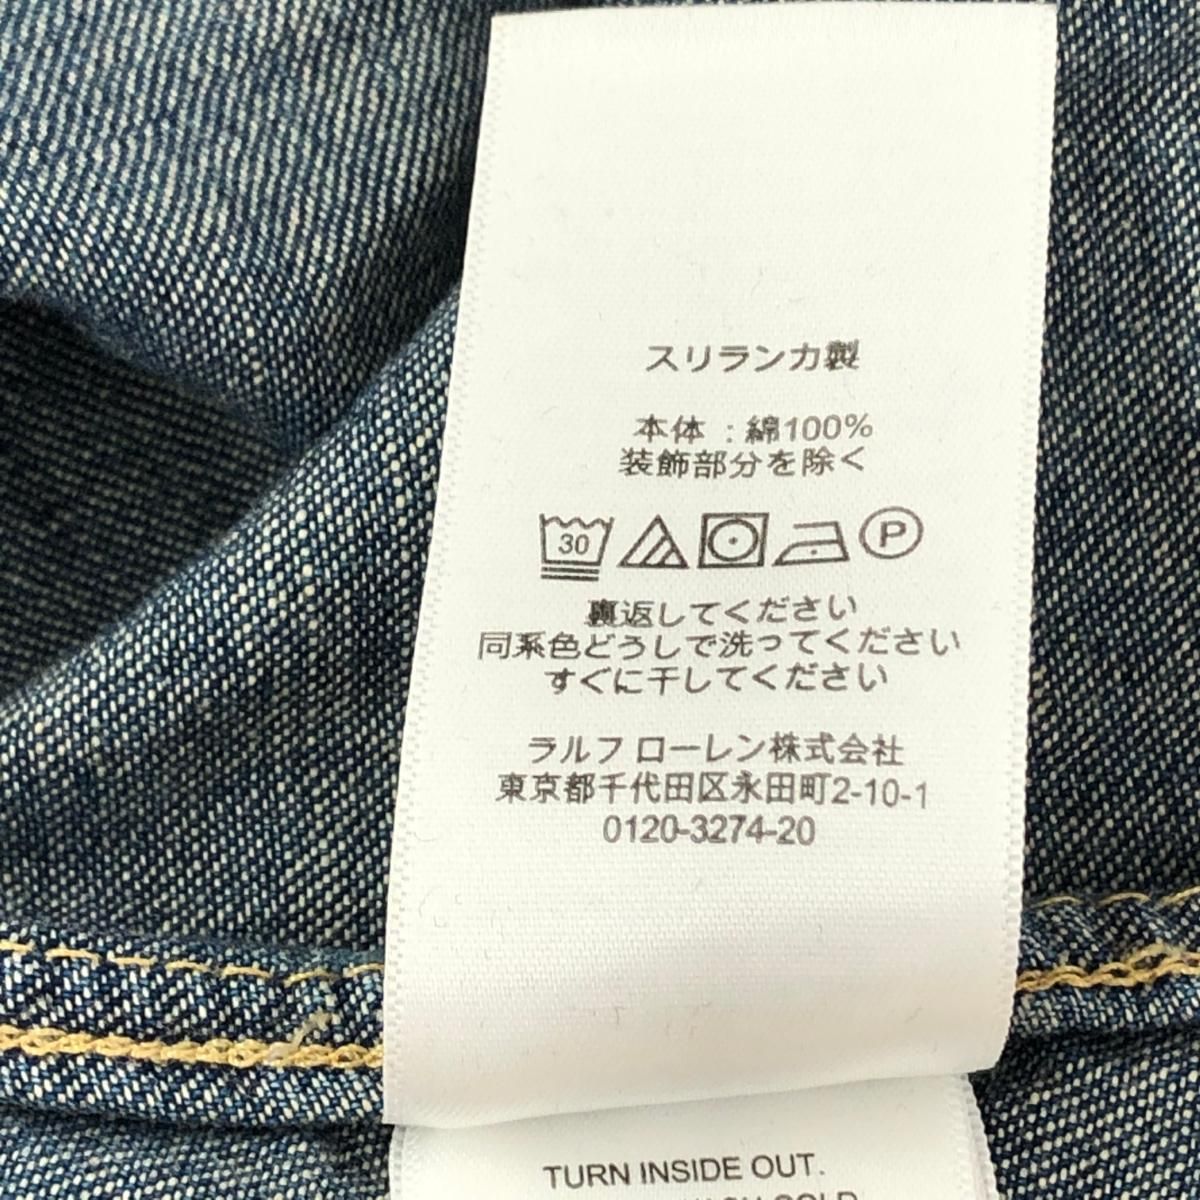 スリランカ製
本体 : 綿100%
装飾部分を除く
30 P
裏返してください
同系色どうしで洗ってください
すぐに干してください
ラルフ ローレン株式会社
東京都千代田区永田町2-10-1
0120-3274-20
TURN INSIDE OUT.
WASH COLD